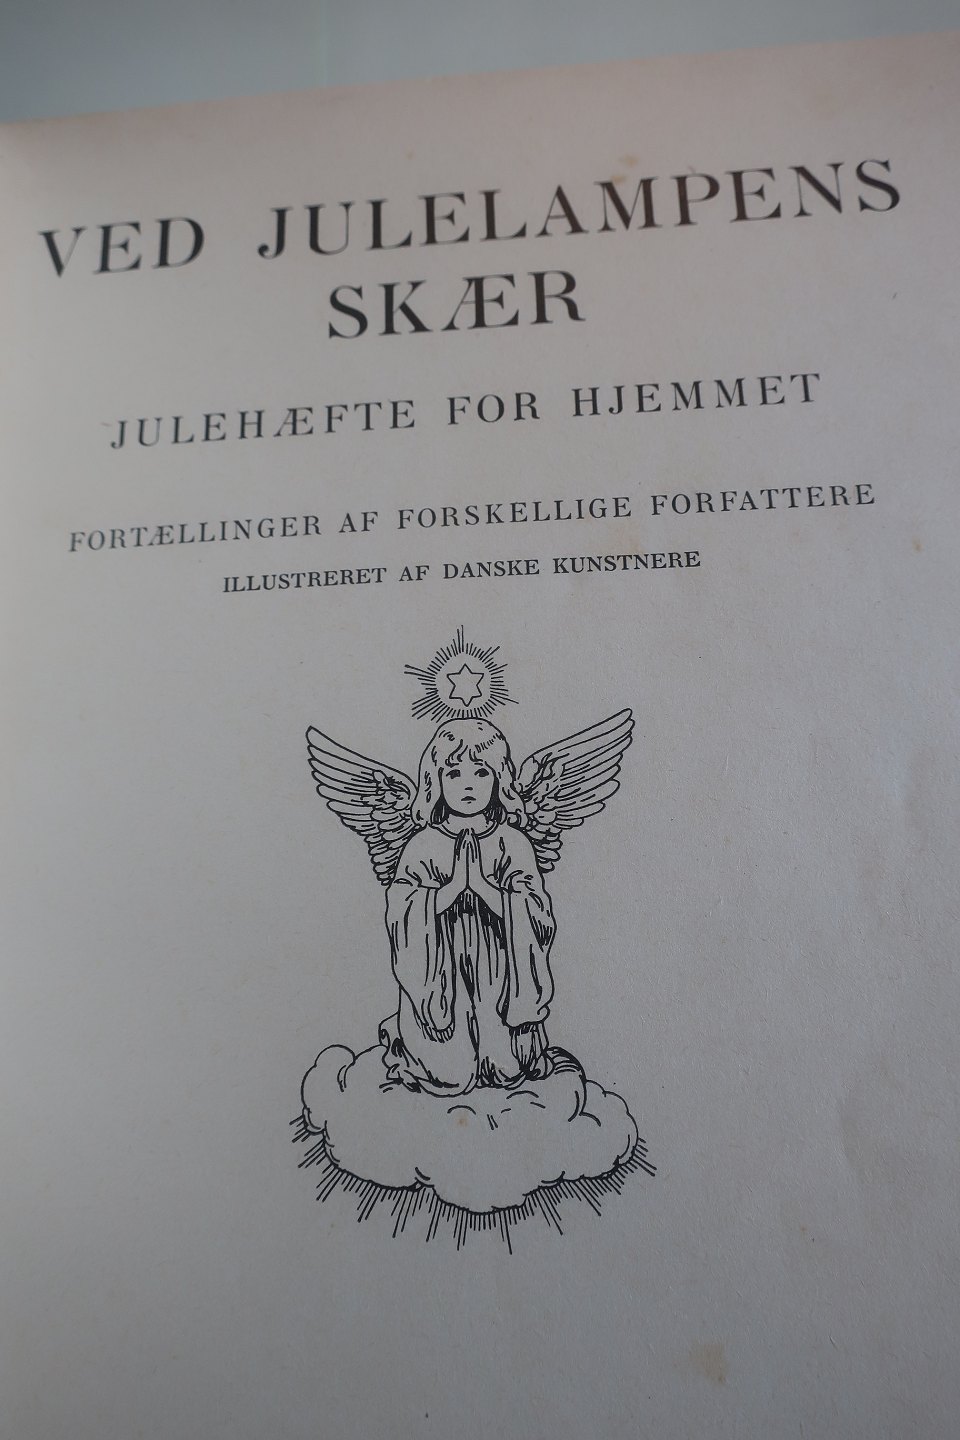 VED JULELAMPENS
SKÆR
JULEHÆFTE FOR HJEMMET
FORTÆLLINGER AF FORSKELLIGE FORFATTERE
ILLUSTRERET AF DANSKE KUNSTNERE